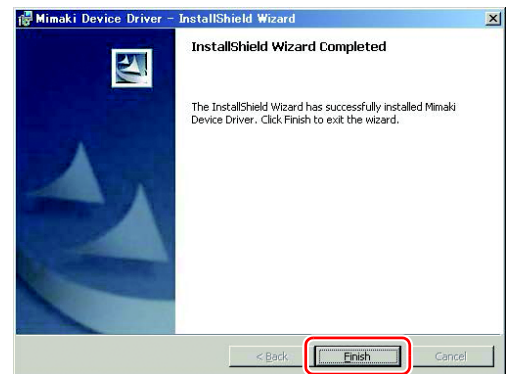 Mimaki Device Driver - InstallShield Wizard
InstallShield Wizard Completed
The InstallShield Wizard has successfully installed Mimaki
Device Driver. Click Finish to exit the wizard.
< Back
Finish
Cancel